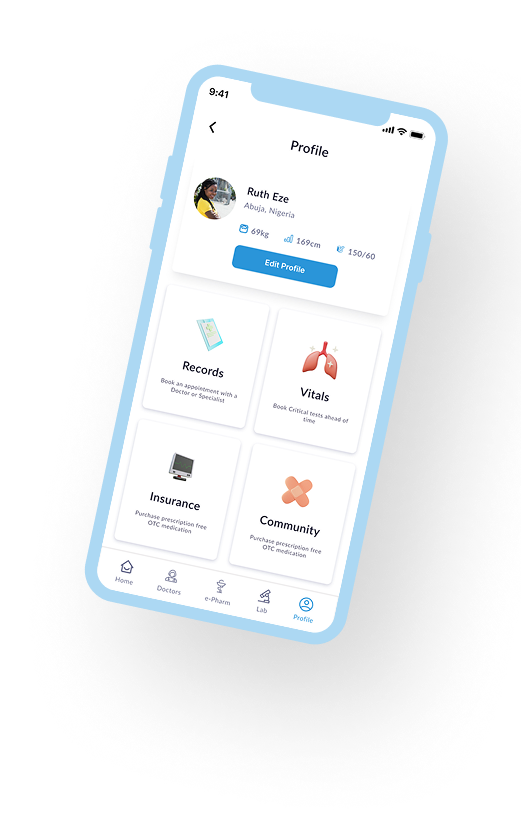 9:41
Profile
Ruth Eze
Abuja, Nigeria
69kg
169cm
150/60
Edit Profile
Records
Book an appointment with a
Doctor or Specialist
Vitals
Book Critical tests ahead of
time
Insurance
Purchase prescription free
OTC medication
Community
Purchase prescription free
OTC medication
Home
Doctors
e-Pharm
Lab
Profile